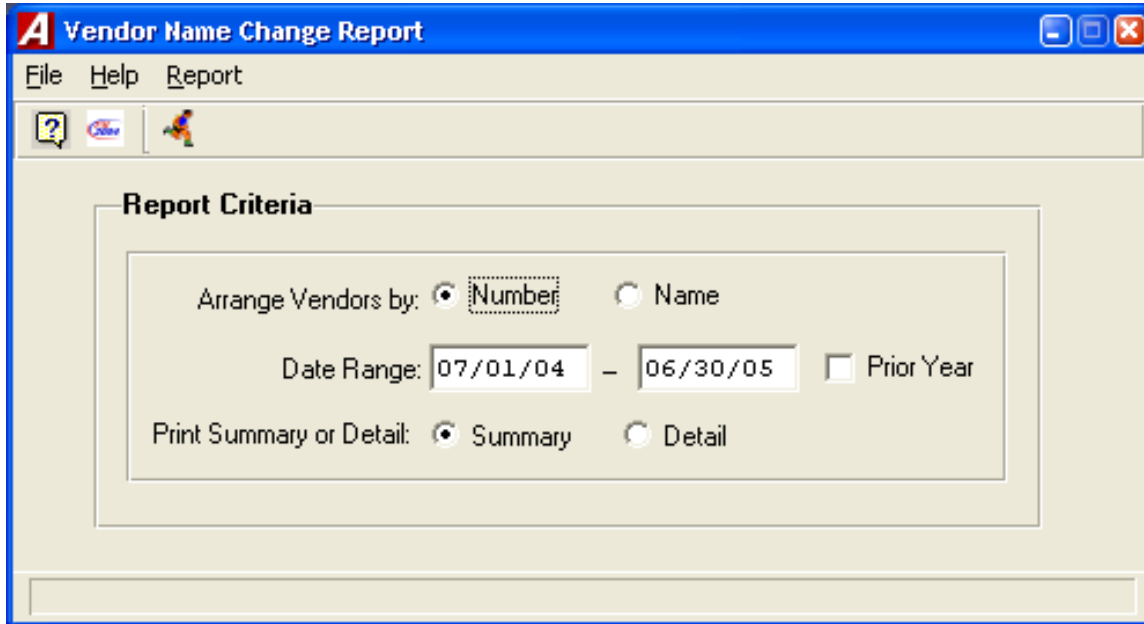 A Vendor Name Change Report
File Help Report
?
Report Criteria
Arrange Vendors by: Number Name
Date Range: 07/01/04 – 06/30/05 Prior Year
Print Summary or Detail: Summary Detail